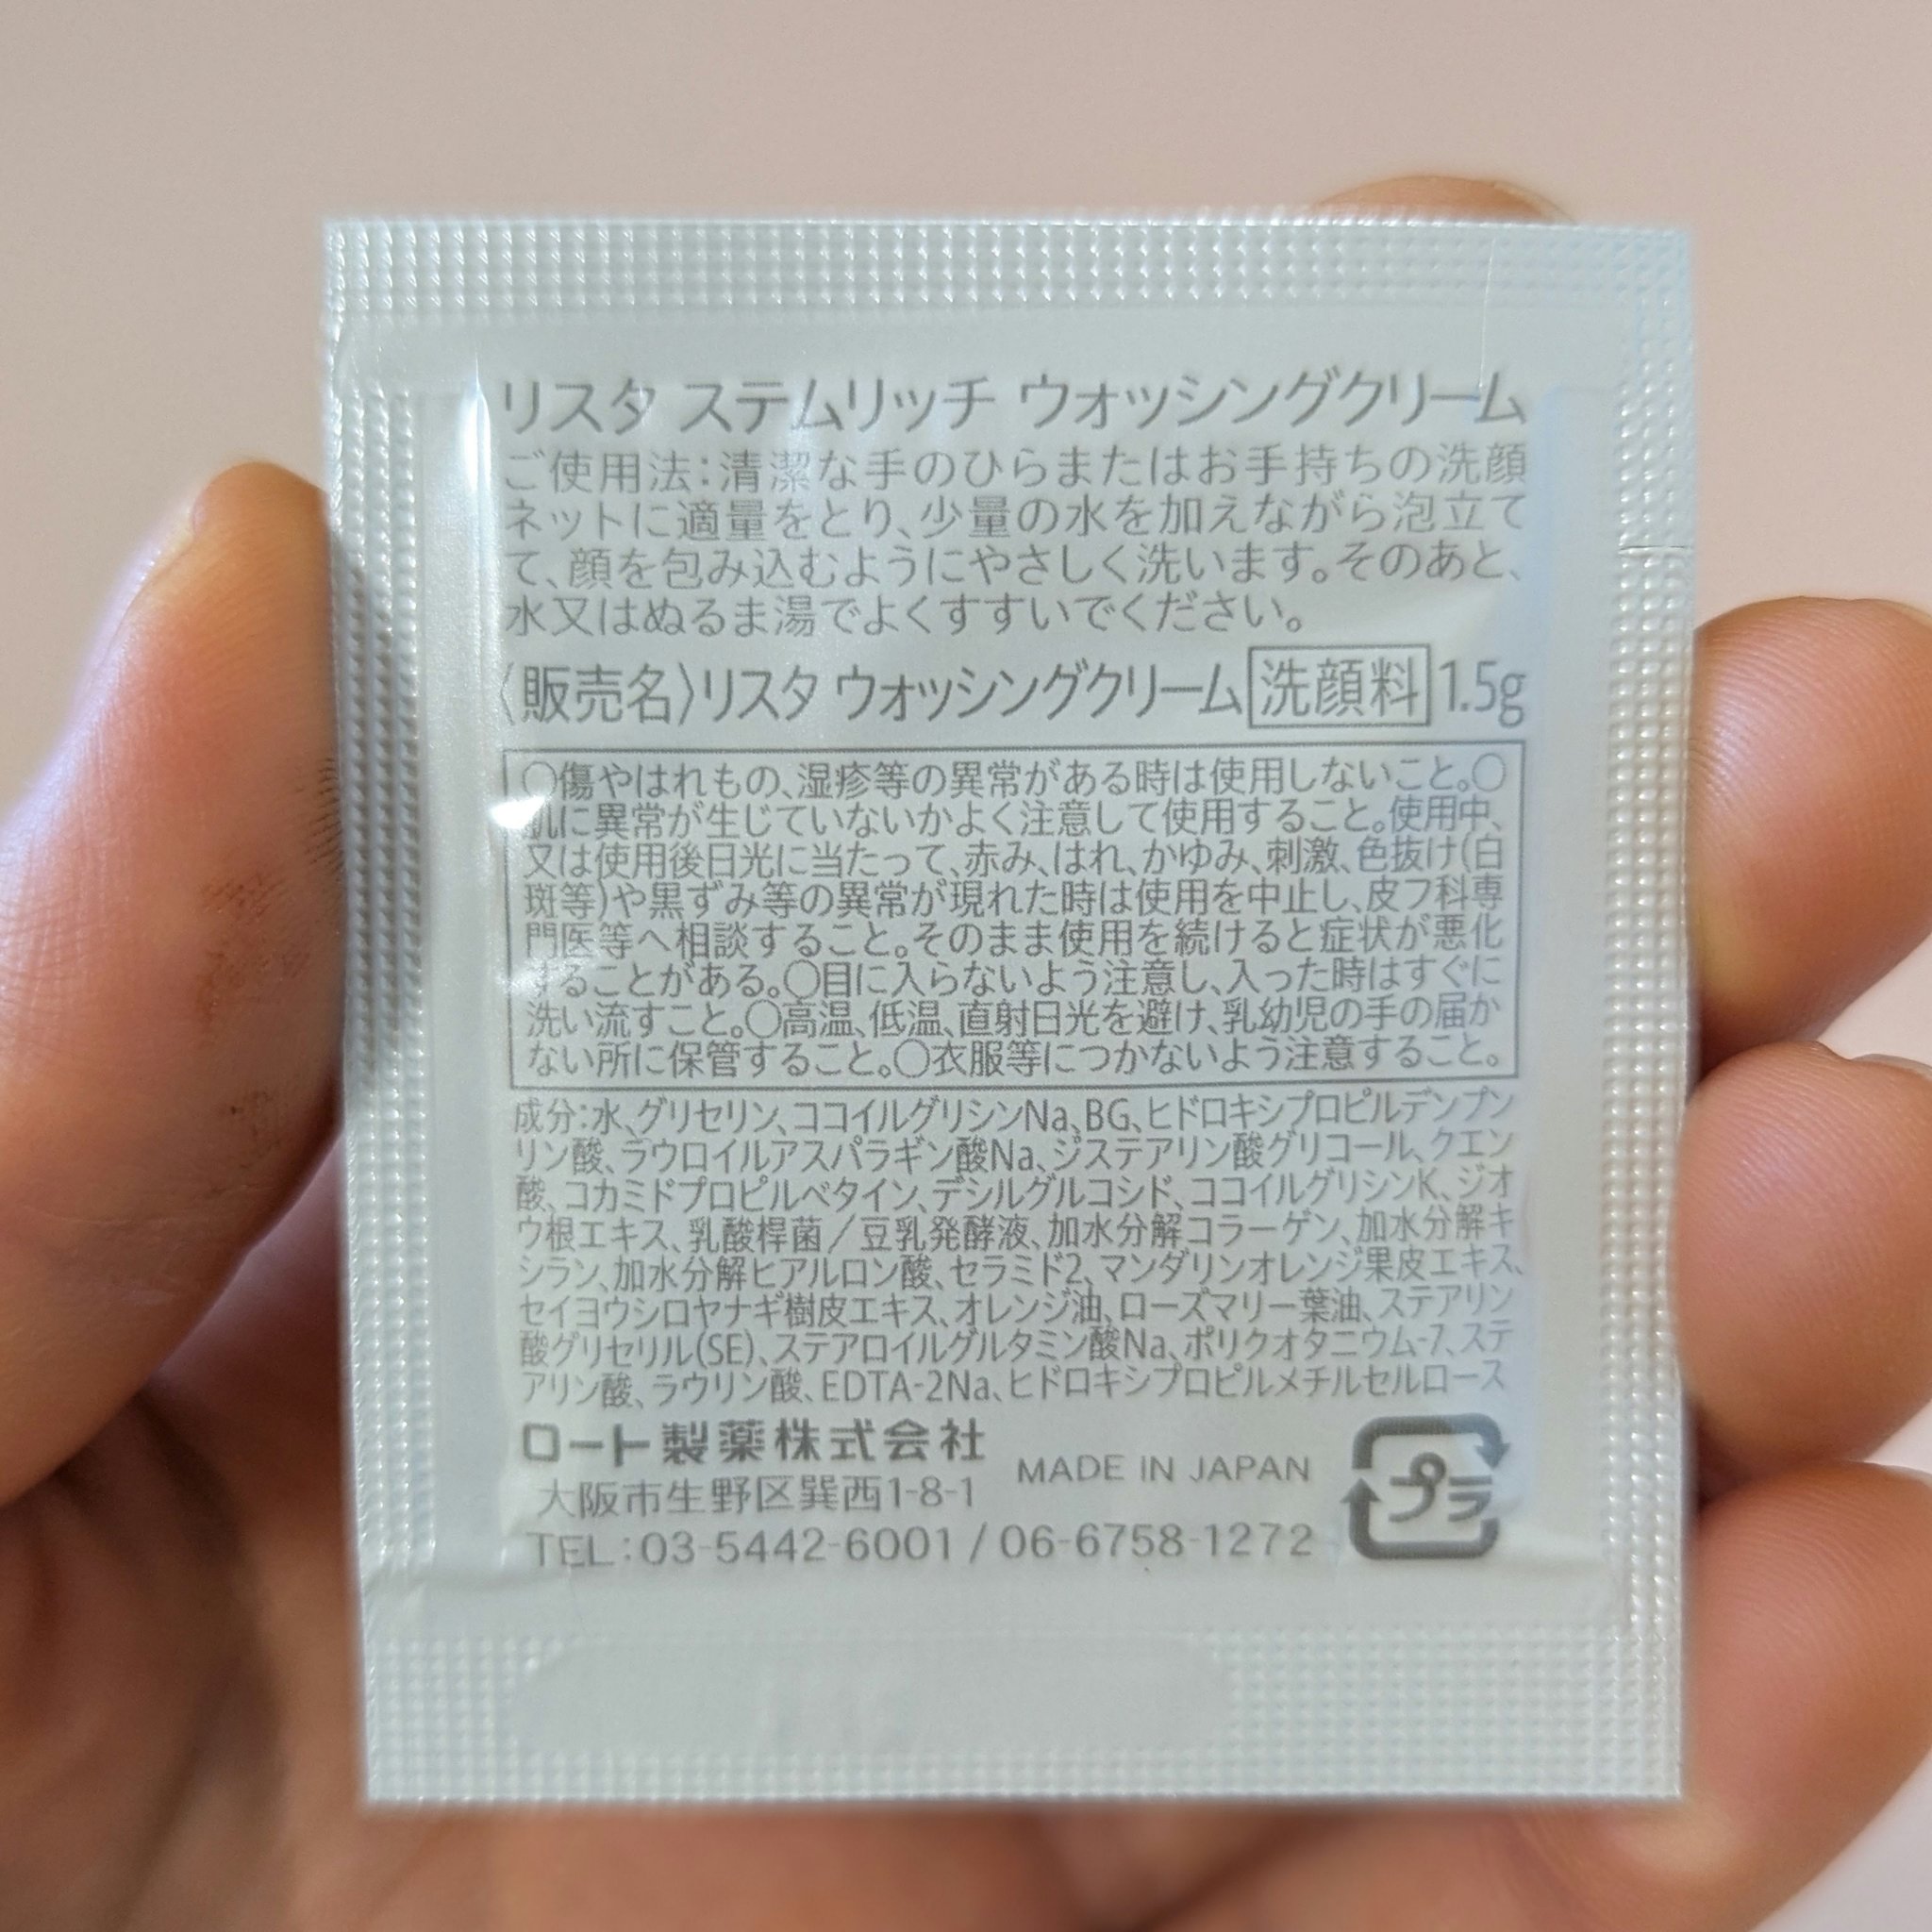 リスタ ステムリッチ ウォッシングクリーム
ご使用法：清潔な手のひらまたはお手持ちの洗顔
ネットに適量をとり、少量の水を加えながら泡立て
て、顔を包み込むようにやさしく洗います。そのあと、
水又はぬるま湯でよくすすいでください。
〈販売名〉リスタ ウォッシングクリーム 洗顔料 1.5g
○傷やはれもの、湿疹等の異常がある時は使用しないこと。○
肌に異常が生じていないかよく注意して使用すること。使用中、
又は使用後日光に当たって、赤み、はれ、かゆみ、刺激、色抜け(白
斑等)や黒ずみ等の異常が現れた時は使用を中止し、皮フ科専
門医等へ相談すること。そのまま使用を続けると症状が悪化
することがある。○目に入らないよう注意し、入った時はすぐに
洗い流すこと。○高温、低温、直射日光を避け、乳幼児の手の届か
ない所に保管すること。○衣服等につかないよう注意すること。
成分：水、グリセリン、ココイルグリシンNa、BG、ヒドロキシプロピルデンプン
リン酸、ラウロイルアスパラギン酸Na、ジステアリン酸グリコール、クエン
酸、コカミドプロピルベタイン、デシルグルコシド、ココイルグリシンK、ジオ
ウ根エキス、乳酸桿菌／豆乳発酵液、加水分解コラーゲン、加水分解キ
シラン、加水分解ヒアルロン酸、セラミド2、マンダリンオレンジ果皮エキス、
セイヨウシロヤナギ樹皮エキス、オレンジ油、ローズマリー葉油、ステアリン
酸グリセリル(SE)、ステアロイルグルタミン酸Na、ポリクオタニウム-7、ステ
アリン酸、ラウリン酸、EDTA-2Na、ヒドロキシプロピルメチルセルロース
ロート製薬株式会社
大阪市生野区巽西1-8-1
MADE IN JAPAN
TEL：03-5442-6001 / 06-6758-1272
プラ